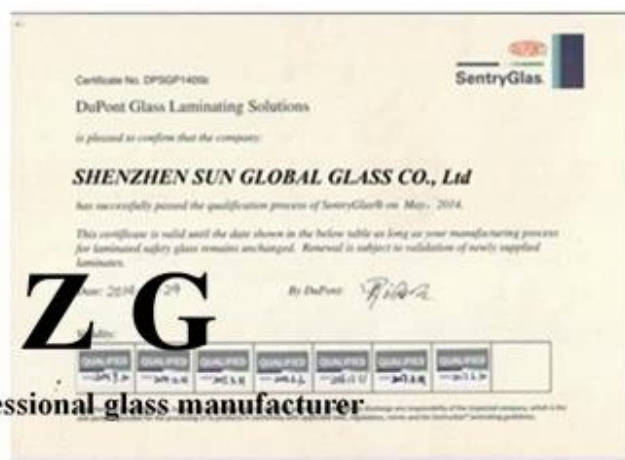 DUPONT
SentryGlas
Certificate No.
DuPont Glass Laminating Solutions
is pleased to confirm that the company:
SHENZHEN SUN GLOBAL GLASS CO., Ltd
has successfully passed the qualification process of SentryGlas® on May, 2014.
This certificate is valid until the date shown in the below table as long as your manufacturing process
for laminated safety glass remains unchanged. Renewal is subject to validation of newly supplied
laminates.
Z G
By DuPont:
QUALIFIED QUALIFIED QUALIFIED QUALIFIED QUALIFIED QUALIFIED QUALIFIED
essional glass manufacturer